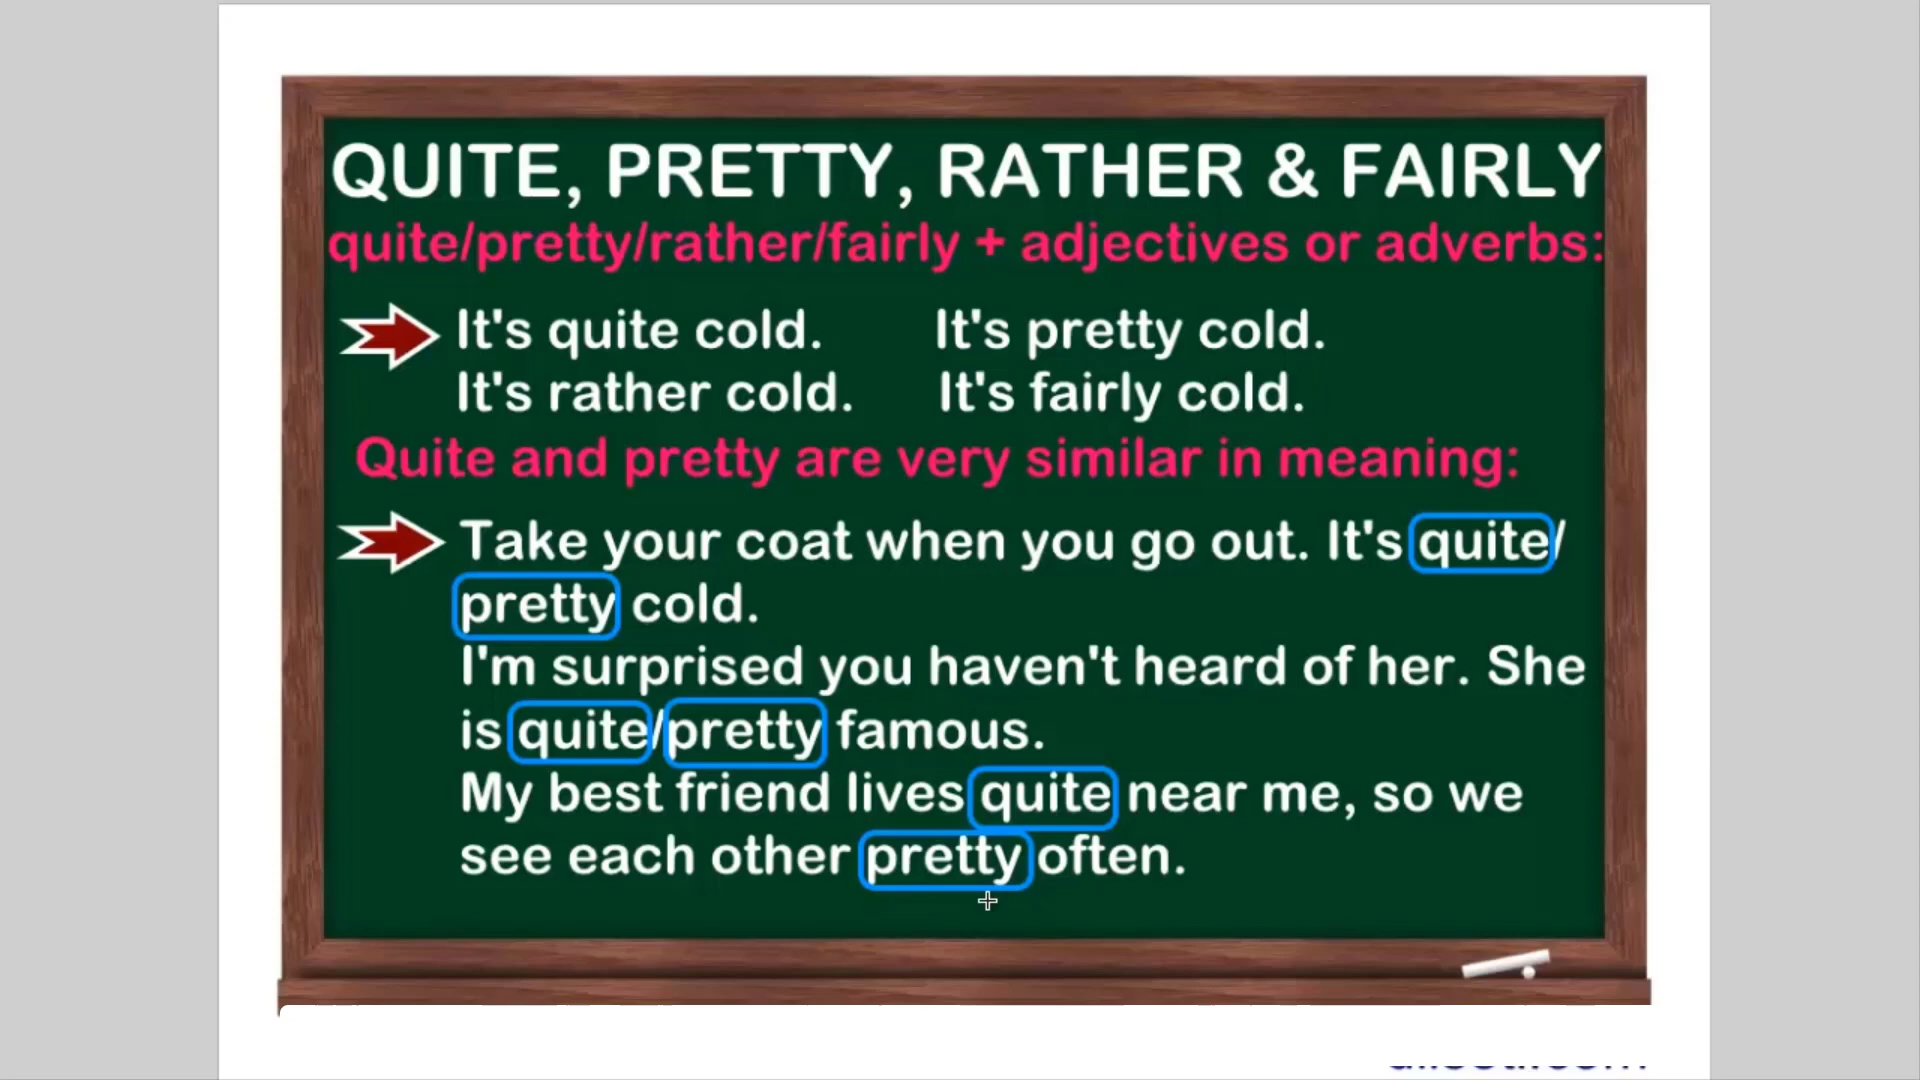 QUITE, PRETTY, RATHER & FAIRLY
quite/pretty/rather/fairly + adjectives or adverbs:
It's quite cold. It's pretty cold.
It's rather cold. It's fairly cold.
Quite and pretty are very similar in meaning:
Take your coat when you go out. It's quite/
pretty cold.
I'm surprised you haven't heard of her. She
is quite/pretty famous.
My best friend lives quite near me, so we
see each other pretty often.